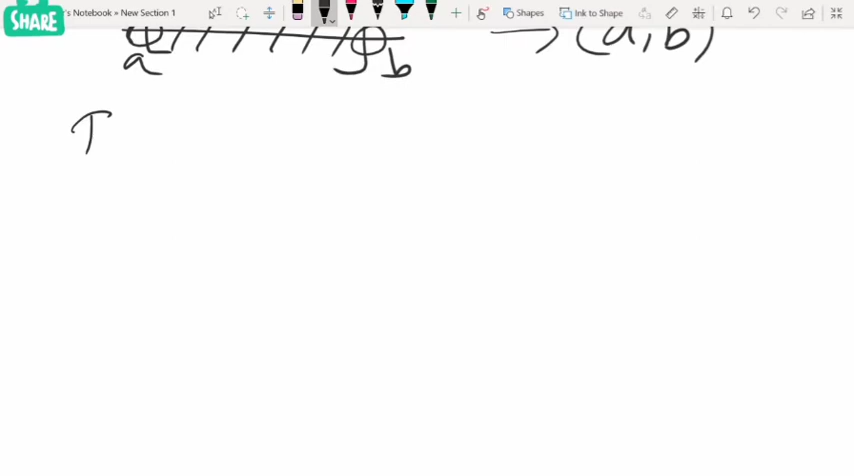 SHARE
's Notebook » New Section 1
Shapes
Ink to Shape
a b → (a, b)
T